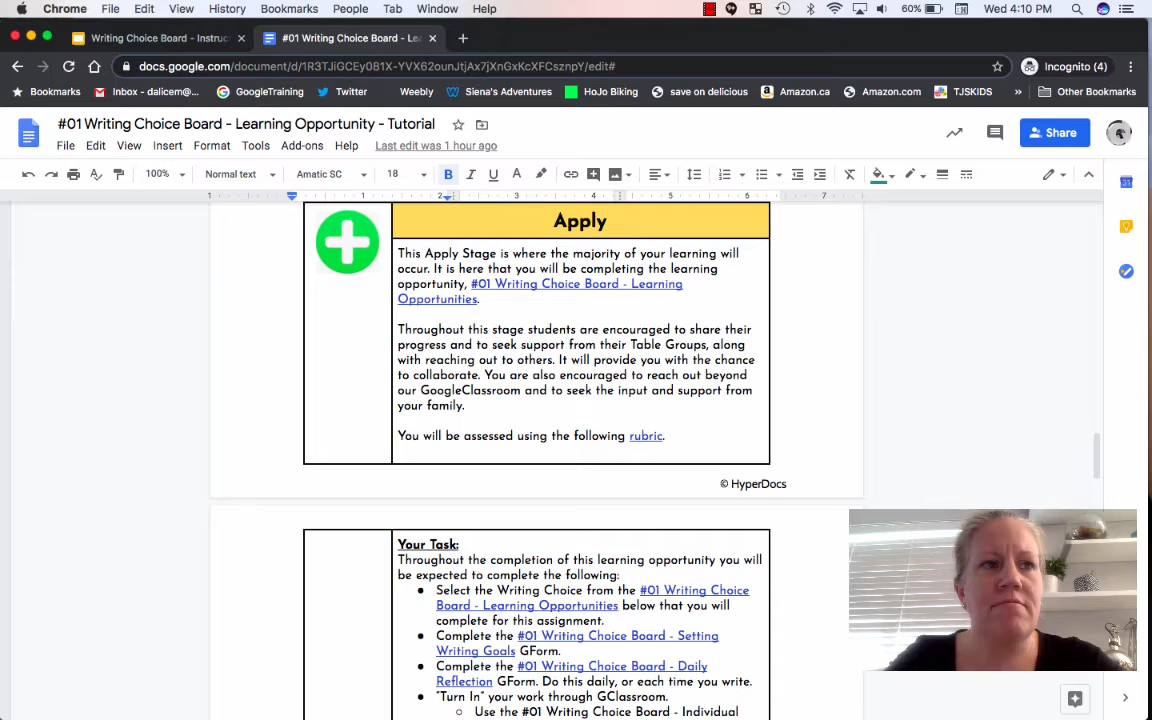 Chrome File Edit View History Bookmarks People Tab Window Help 60% Wed 4:10 PM
Writing Choice Board - Instruc × #01 Writing Choice Board - Le × +
docs.google.com/document/d/1R3TJiGCEy081X-YVX62ounJtjAx7jXnGxKcXFCsznpY/edit# Incognito (4)
Bookmarks Inbox - dalicem@... GoogleTraining Twitter Weebly Siena's Adventures HoJo Biking save on delicious Amazon.ca Amazon.com TJSKIDS » Other Bookmarks
#01 Writing Choice Board - Learning Opportunity - Tutorial
Share
File Edit View Insert Format Tools Add-ons Help Last edit was 1 hour ago
100% Normal text Amatic SC 18 B I U A
1 1 2 3 4 5 6 7
Apply
This Apply Stage is where the majority of your learning will
occur. It is here that you will be completing the learning
opportunity, #01 Writing Choice Board - Learning
Opportunities.
Throughout this stage students are encouraged to share their
progress and to seek support from their Table Groups, along
with reaching out to others. It will provide you with the chance
to collaborate. You are also encouraged to reach out beyond
our GoogleClassroom and to seek the input and support from
your family.
You will be assessed using the following rubric.
© HyperDocs
Your Task:
Throughout the completion of this learning opportunity you will
be expected to complete the following:
● Select the Writing Choice from the #01 Writing Choice
Board - Learning Opportunities below that you will
complete for this assignment.
● Complete the #01 Writing Choice Board - Setting
Writing Goals GForm.
● Complete the #01 Writing Choice Board - Daily
Reflection GForm. Do this daily, or each time you write.
● "Turn In" your work through GClassroom.
○ Use the #01 Writing Choice Board - Individual